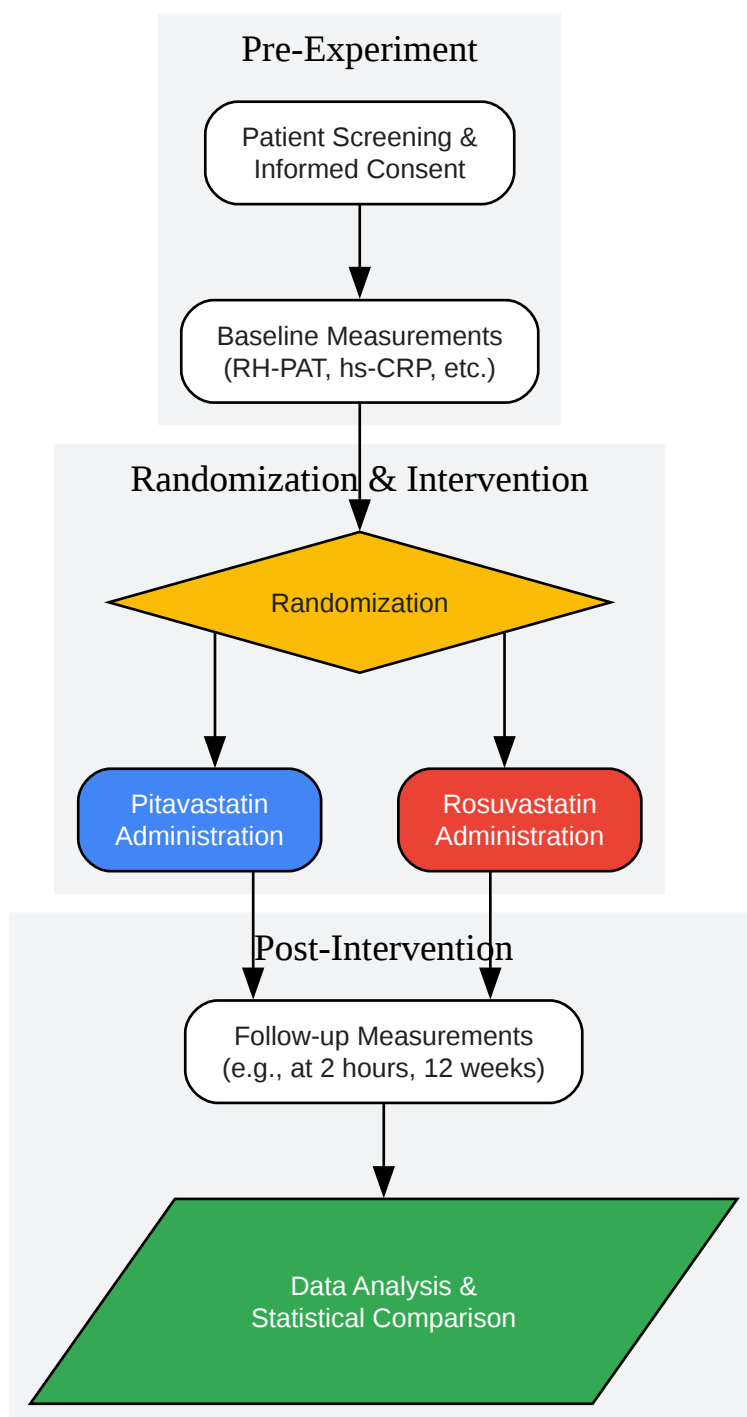 Pre-Experiment
Patient Screening &
Informed Consent
Baseline Measurements
(RH-PAT, hs-CRP, etc.)
Randomization & Intervention
Randomization
Pitavastatin
Administration
Rosuvastatin
Administration
Post-Intervention
Follow-up Measurements
(e.g., at 2 hours, 12 weeks)
Data Analysis &
Statistical Comparison